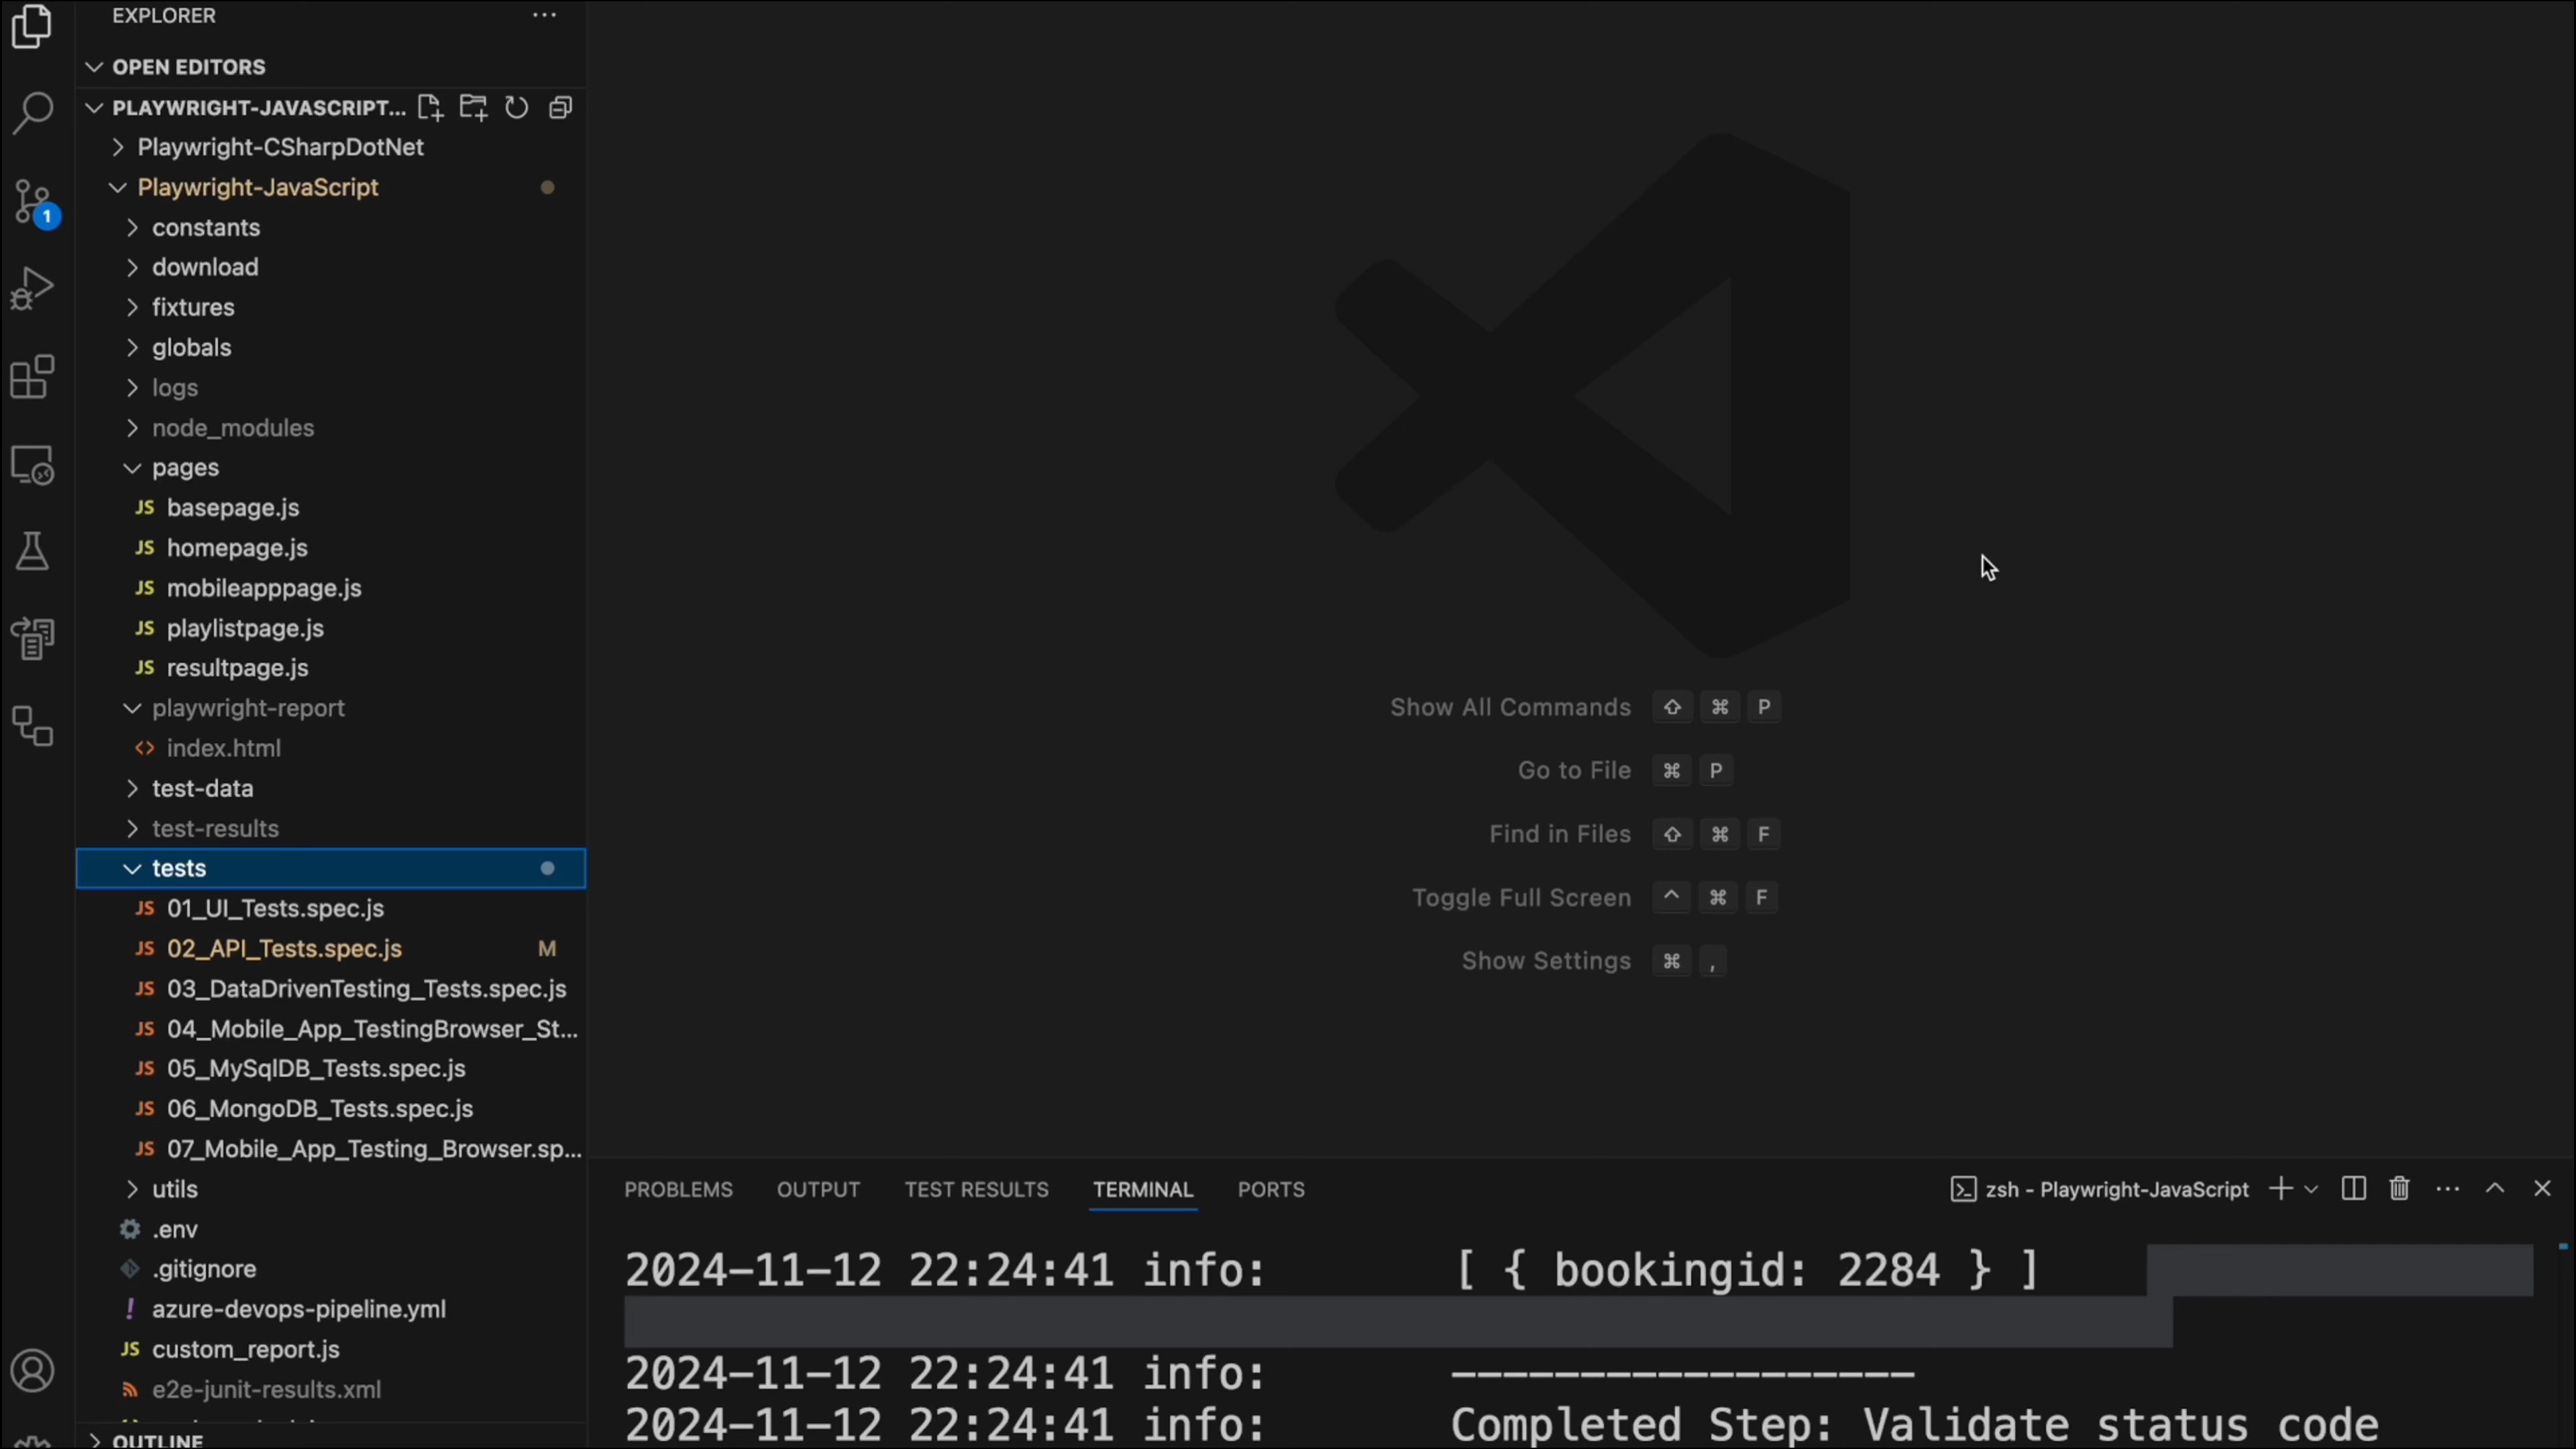 EXPLORER
OPEN EDITORS
PLAYWRIGHT-JAVASCRIPT...
Playwright-CSharpDotNet
Playwright-JavaScript
constants
download
fixtures
globals
logs
node_modules
pages
JS basepage.js
JS homepage.js
JS mobileapppage.js
JS playlistpage.js
JS resultpage.js
playwright-report
<> index.html
test-data
test-results
tests
JS 01_UI_Tests.spec.js
JS 02_API_Tests.spec.js M
JS 03_DataDrivenTesting_Tests.spec.js
JS 04_Mobile_App_TestingBrowser_St...
JS 05_MySqlDB_Tests.spec.js
JS 06_MongoDB_Tests.spec.js
JS 07_Mobile_App_Testing_Browser.sp...
utils
.env
.gitignore
! azure-devops-pipeline.yml
JS custom_report.js
e2e-junit-results.xml
OUTLINE
1
Show All Commands ⇧ ⌘ P
Go to File ⌘ P
Find in Files ⇧ ⌘ F
Toggle Full Screen ^ ⌘ F
Show Settings ⌘ ,
PROBLEMS OUTPUT TEST RESULTS TERMINAL PORTS
zsh - Playwright-JavaScript
2024-11-12 22:24:41 info: [ { bookingid: 2284 } ]
2024-11-12 22:24:41 info: ------------------
2024-11-12 22:24:41 info: Completed Step: Validate status code